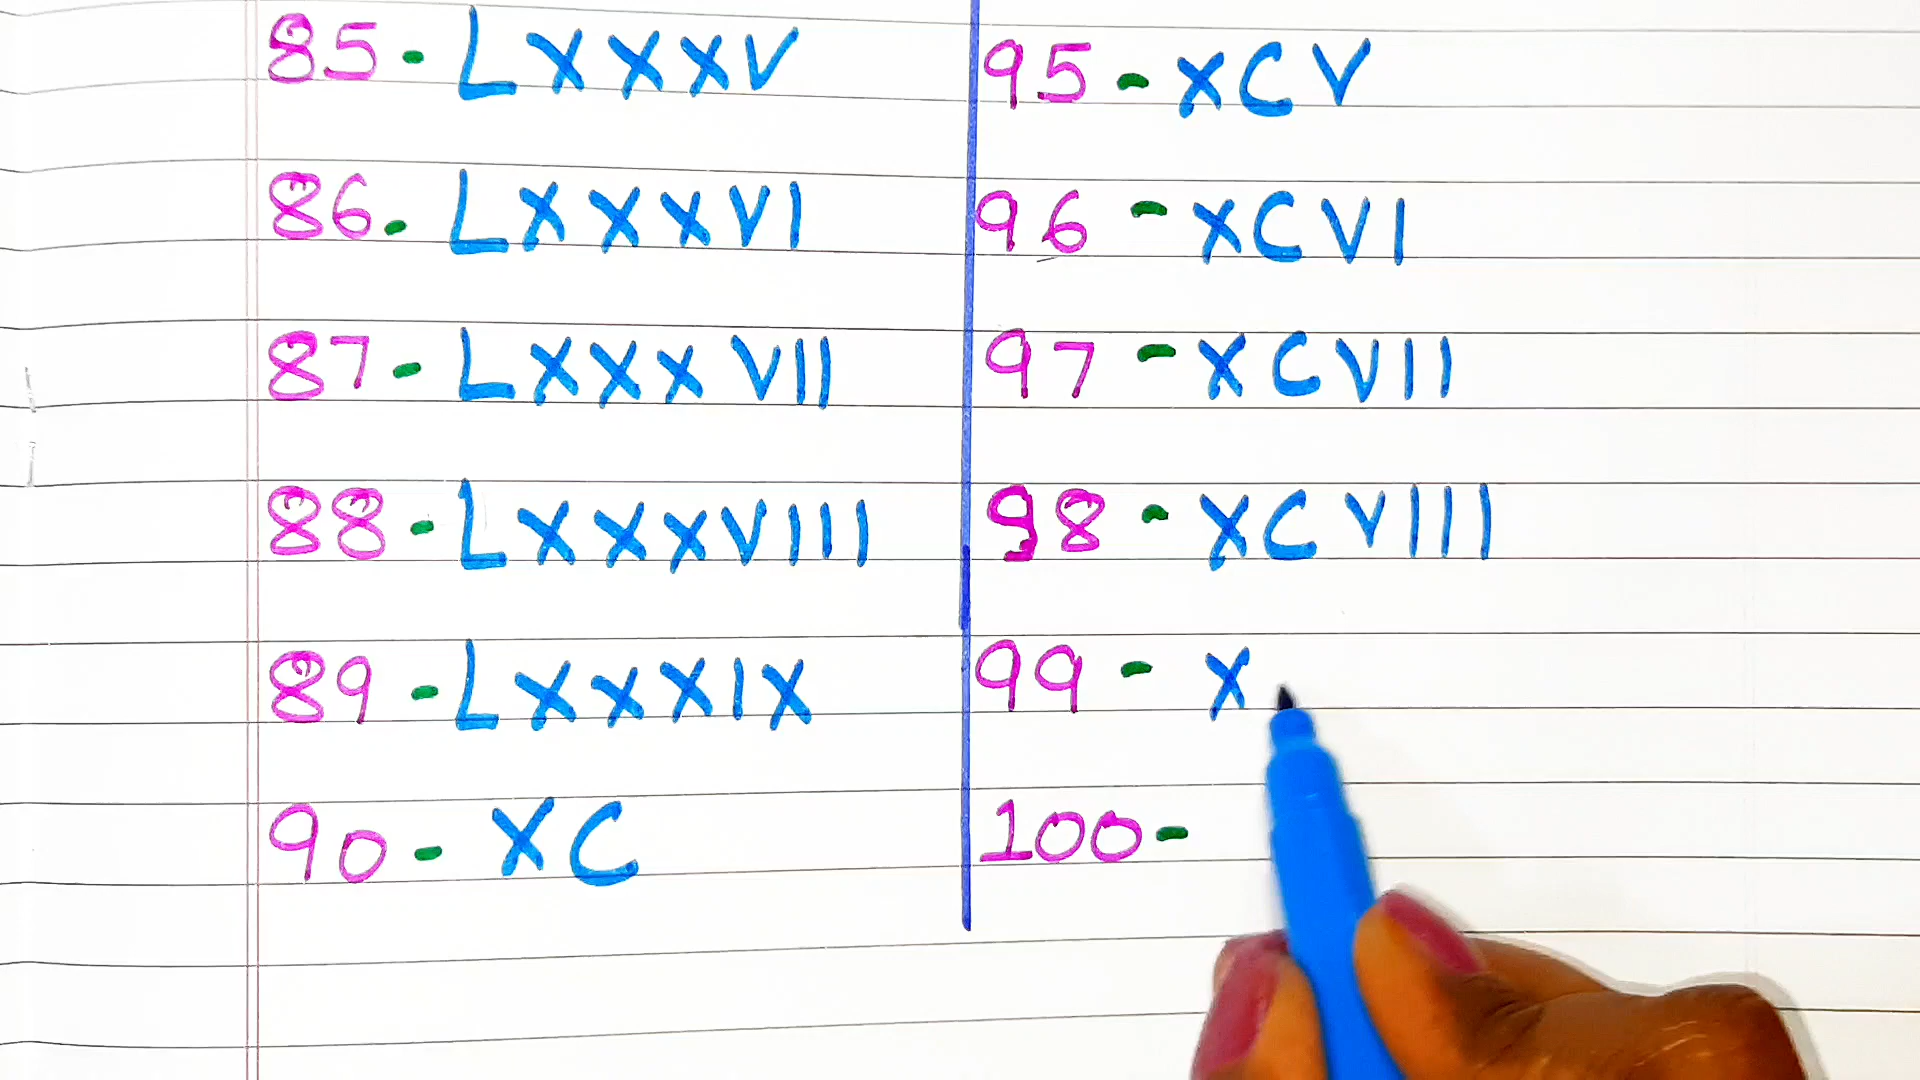 85 - LXXXV
86 - LXXXVI
87 - LXXXVII
88 - LXXXVIII
89 - LXXXIX
90 - XC
95 - XCV
96 - XCVI
97 - XCVII
98 - XCVIII
99 - X
100 -